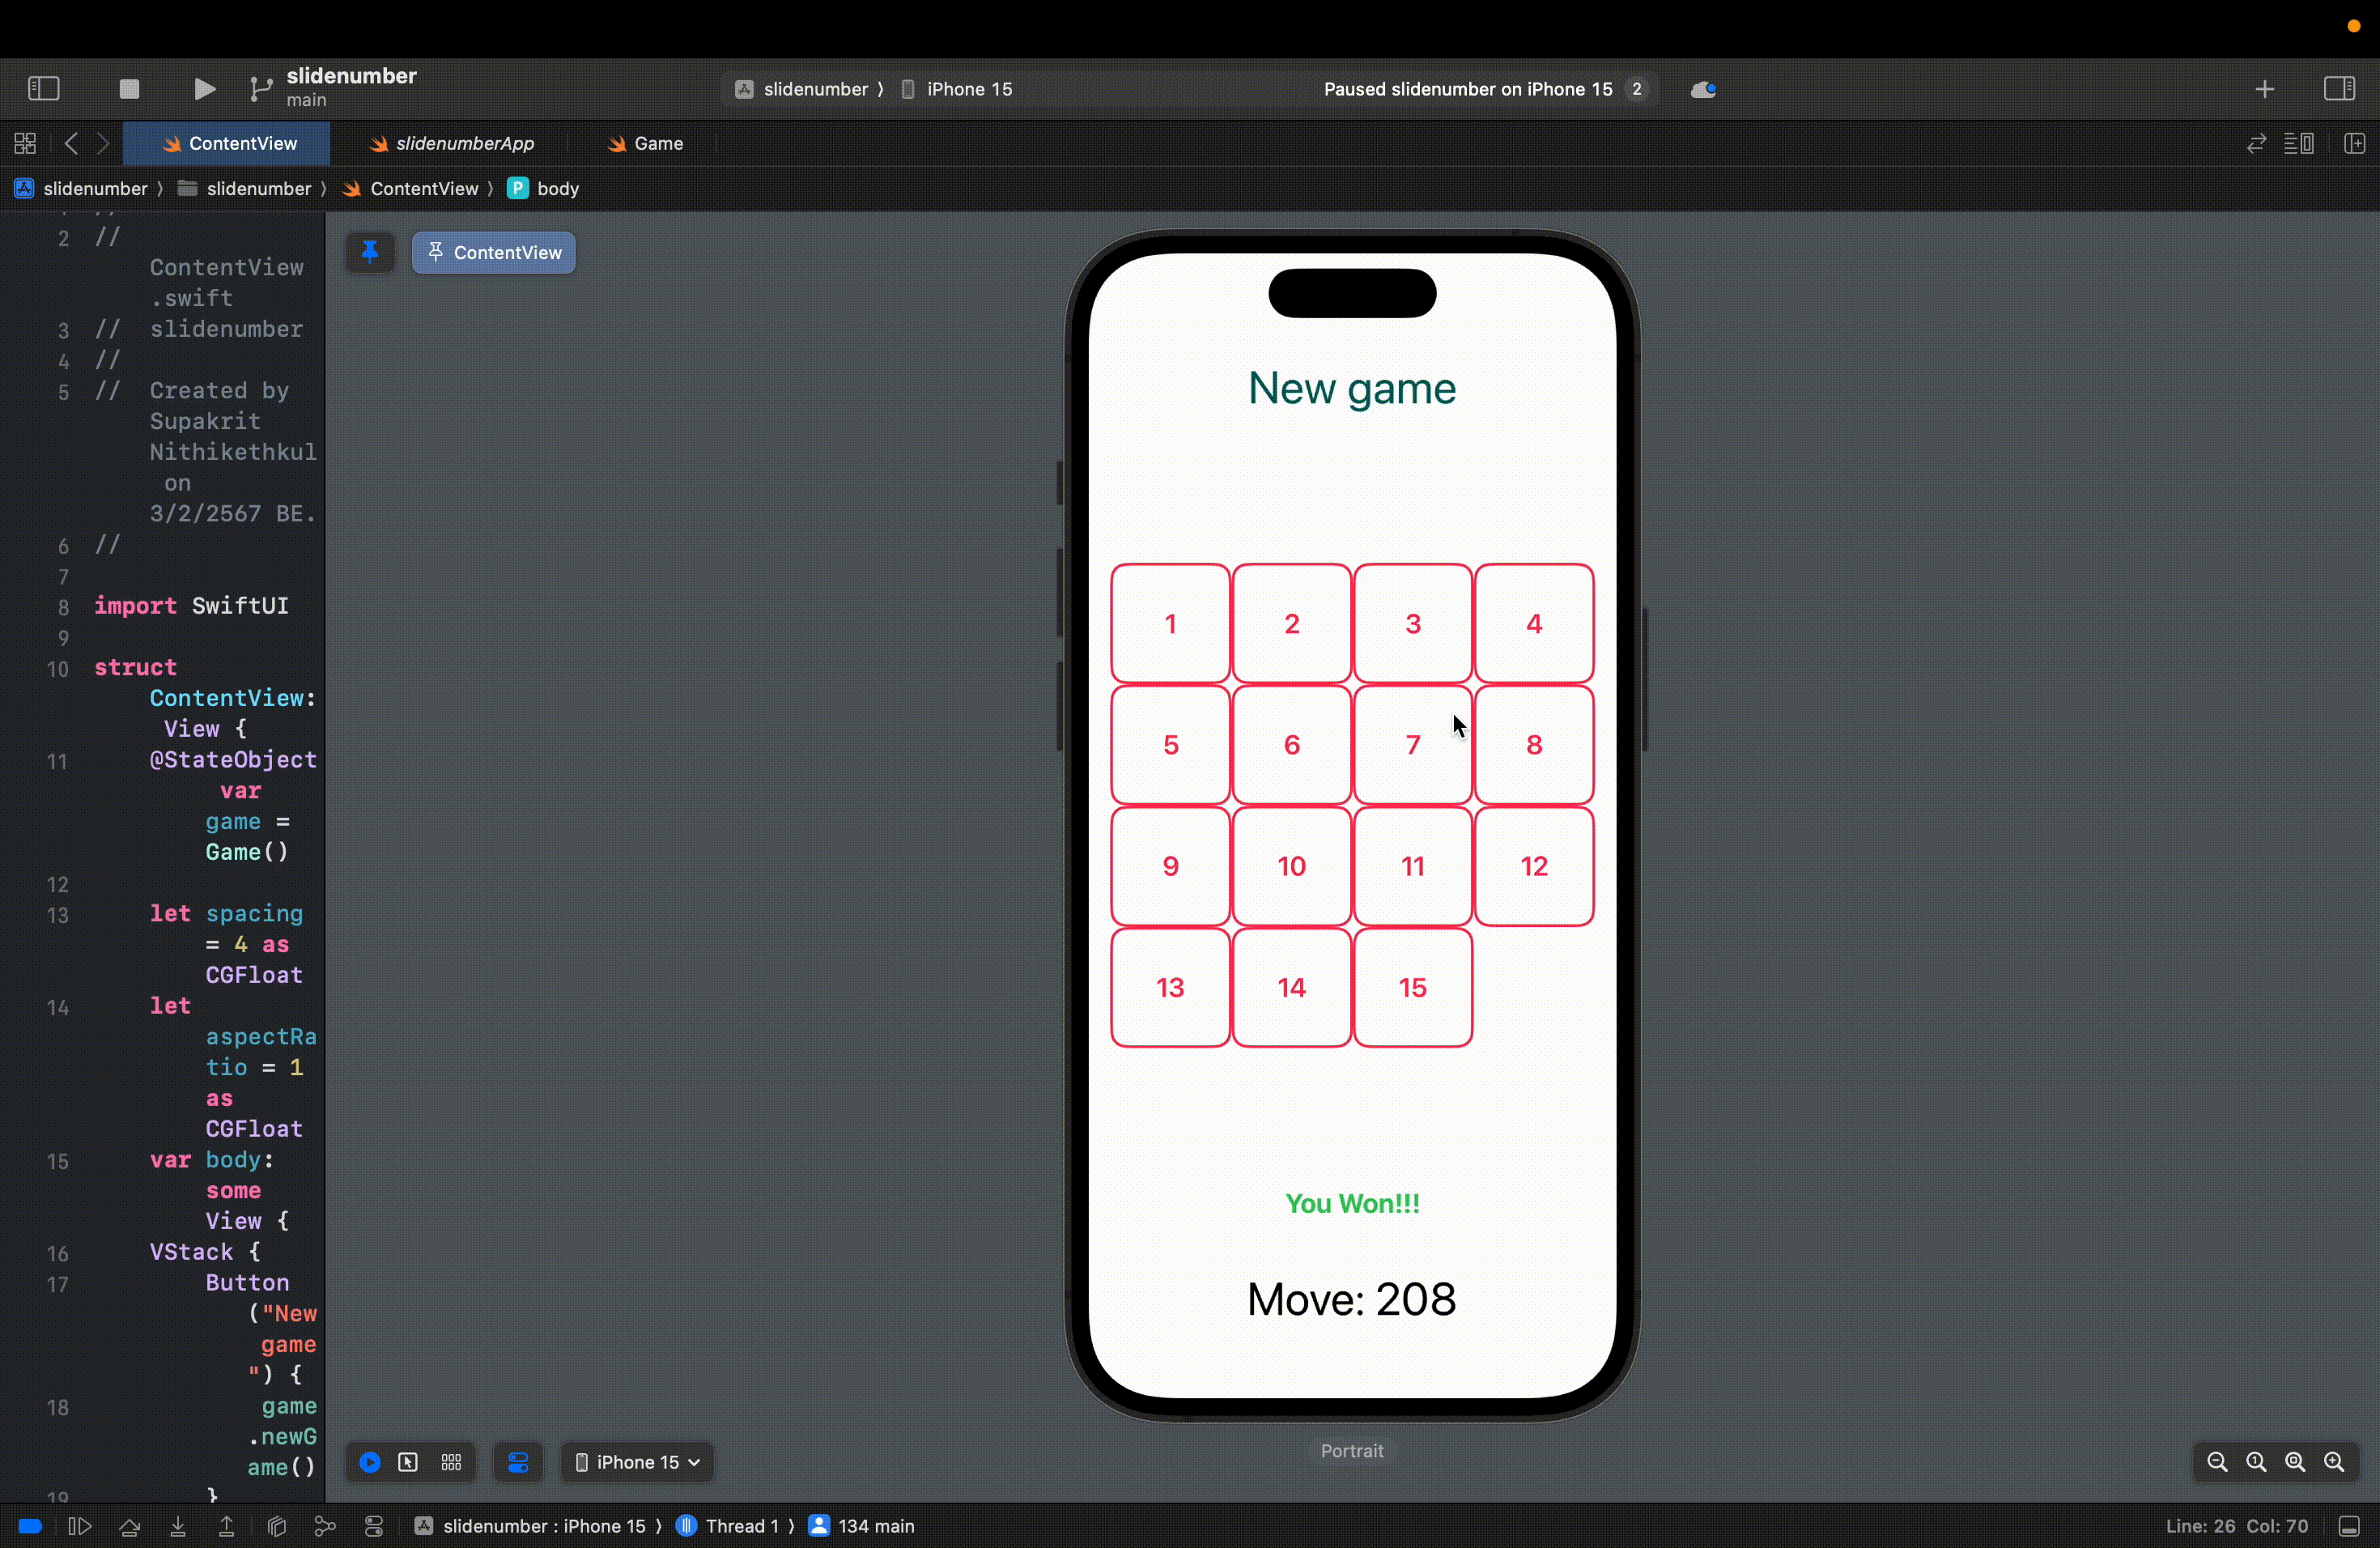 slidenumber
main
slidenumber 〉 iPhone 15
Paused slidenumber on iPhone 15 2
ContentView
slidenumberApp
Game
slidenumber 〉 slidenumber 〉 ContentView 〉 P body
2 //
ContentView
.swift
3 // slidenumber
4 //
5 // Created by
Supakrit
Nithikethkul
on
3/2/2567 BE.
6 //
7
8 import SwiftUI
9
10 struct
ContentView:
View {
11 @StateObject
var
game =
Game()
12
13 let spacing
= 4 as
CGFloat
14 let
aspectRa
tio = 1
as
CGFloat
15 var body:
some
View {
16 VStack {
17 Button
("New
game
") {
18 game
.newG
ame()
19 }
ContentView
New game
1 2 3 4
5 6 7 8
9 10 11 12
13 14 15
You Won!!!
Move: 208
Portrait
iPhone 15
slidenumber : iPhone 15 〉 Thread 1 〉 134 main
Line: 26 Col: 70